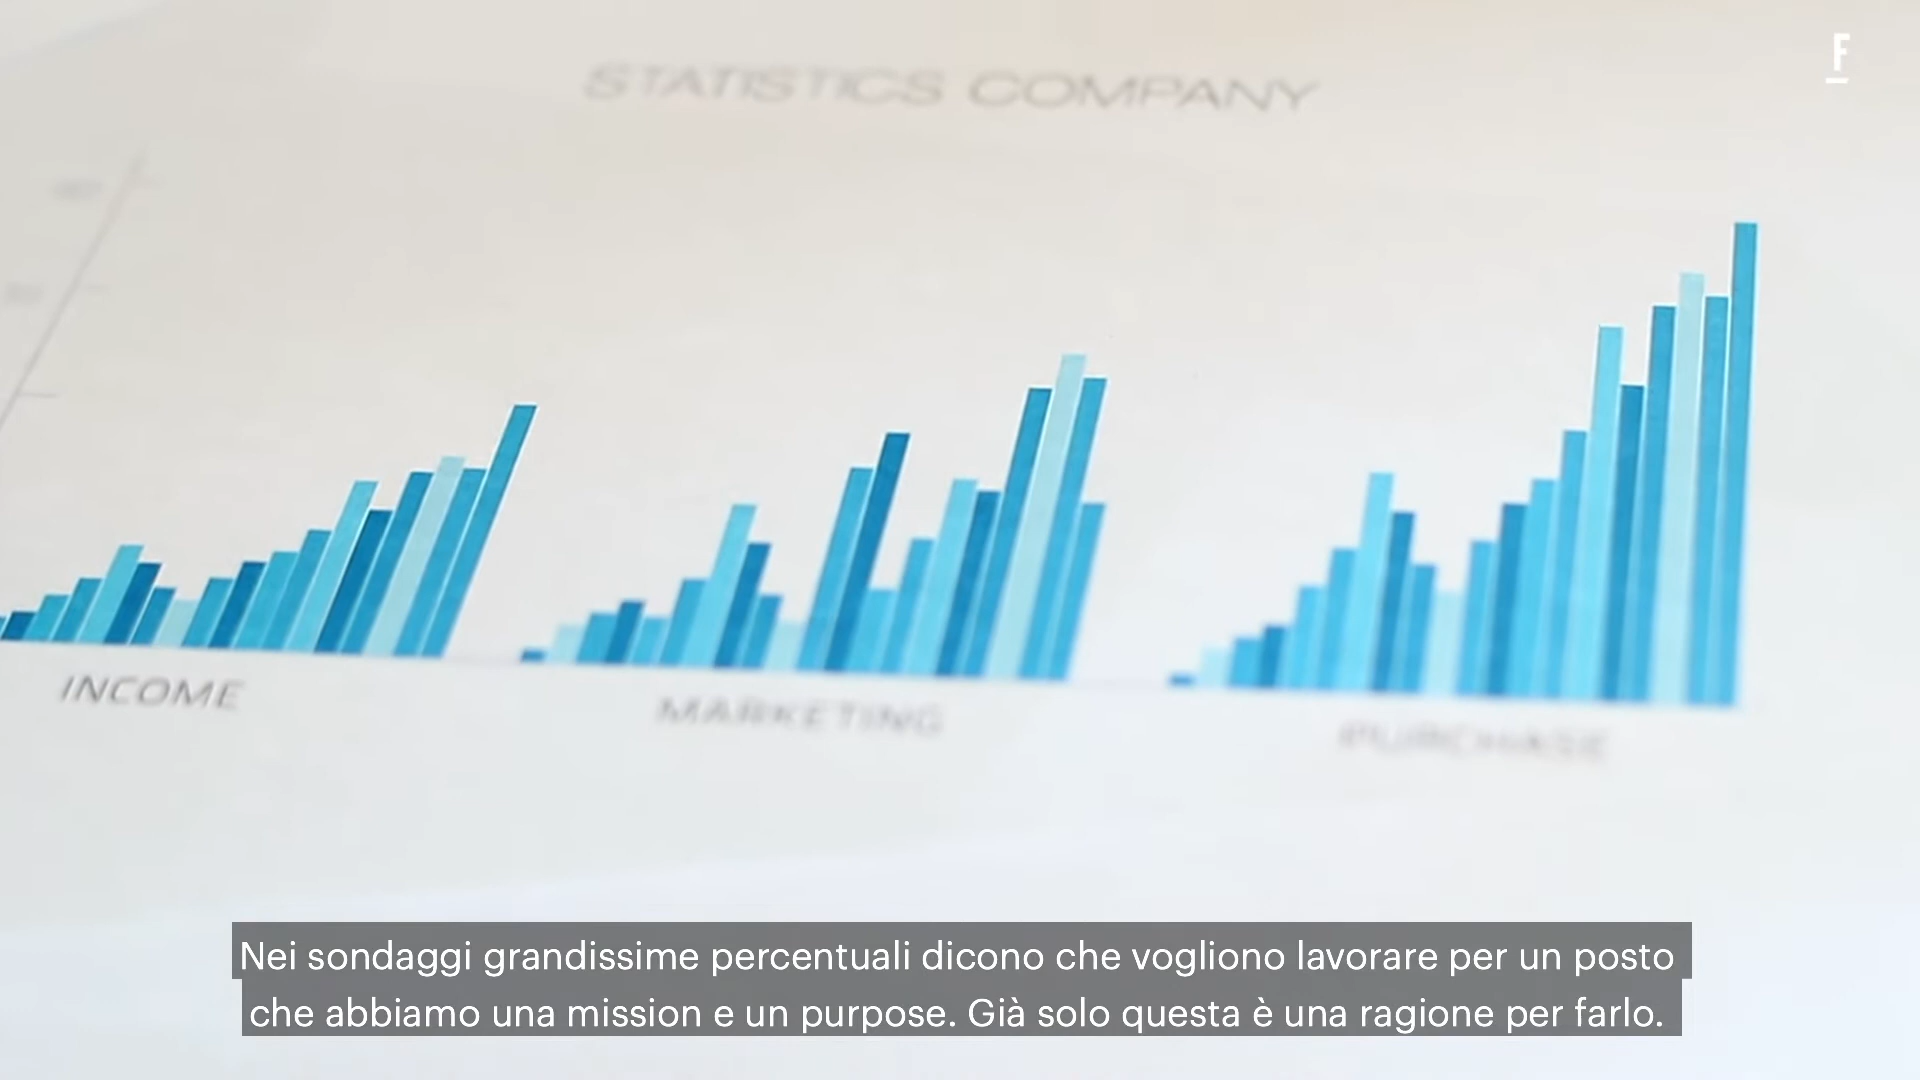 F
STATISTICS COMPANY
INCOME
MARKETING
PURCHASE
Nei sondaggi grandissime percentuali dicono che vogliono lavorare per un posto
che abbiamo una mission e un purpose. Già solo questa è una ragione per farlo.